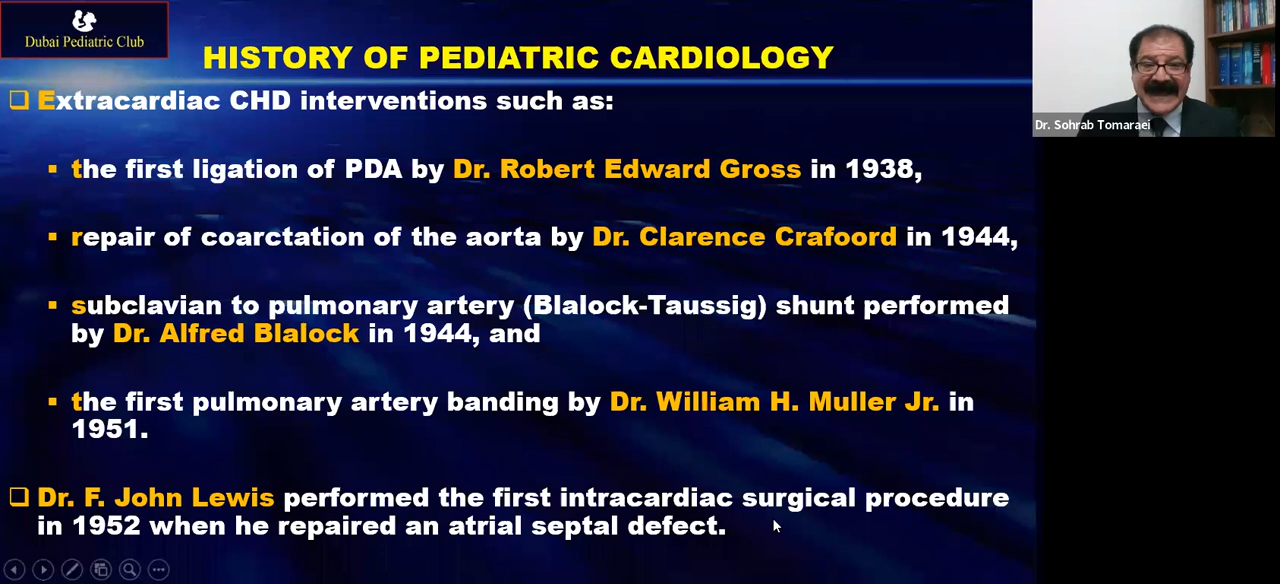 Dubai Pediatric Club
HISTORY OF PEDIATRIC CARDIOLOGY
Extracardiac CHD interventions such as:
the first ligation of PDA by Dr. Robert Edward Gross in 1938,
repair of coarctation of the aorta by Dr. Clarence Crafoord in 1944,
subclavian to pulmonary artery (Blalock-Taussig) shunt performed
by Dr. Alfred Blalock in 1944, and
the first pulmonary artery banding by Dr. William H. Muller Jr. in
1951.
Dr. F. John Lewis performed the first intracardiac surgical procedure
in 1952 when he repaired an atrial septal defect.
Dr. Sohrab Tomaraei